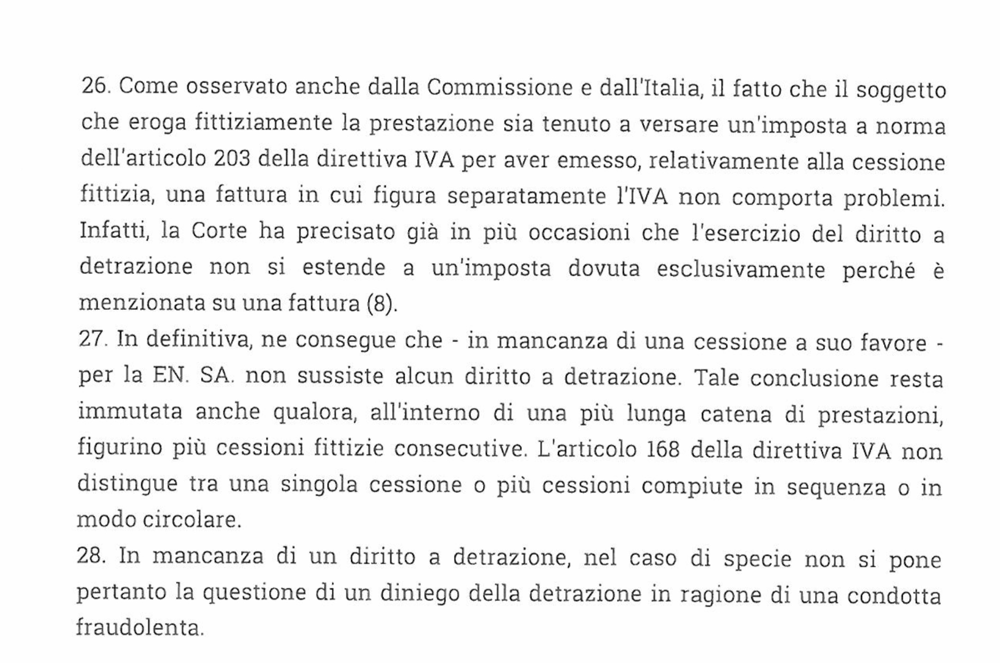 26. Come osservato anche dalla Commissione e dall'Italia, il fatto che il soggetto
che eroga fittiziamente la prestazione sia tenuto a versare un'imposta a norma
dell'articolo 203 della direttiva IVA per aver emesso, relativamente alla cessione
fittizia, una fattura in cui figura separatamente l'IVA non comporta problemi.
Infatti, la Corte ha precisato già in più occasioni che l'esercizio del diritto a
detrazione non si estende a un'imposta dovuta esclusivamente perché è
menzionata su una fattura (8).
27. In definitiva, ne consegue che - in mancanza di una cessione a suo favore -
per la EN. SA. non sussiste alcun diritto a detrazione. Tale conclusione resta
immutata anche qualora, all'interno di una più lunga catena di prestazioni,
figurino più cessioni fittizie consecutive. L'articolo 168 della direttiva IVA non
distingue tra una singola cessione o più cessioni compiute in sequenza o in
modo circolare.
28. In mancanza di un diritto a detrazione, nel caso di specie non si pone
pertanto la questione di un diniego della detrazione in ragione di una condotta
fraudolenta.